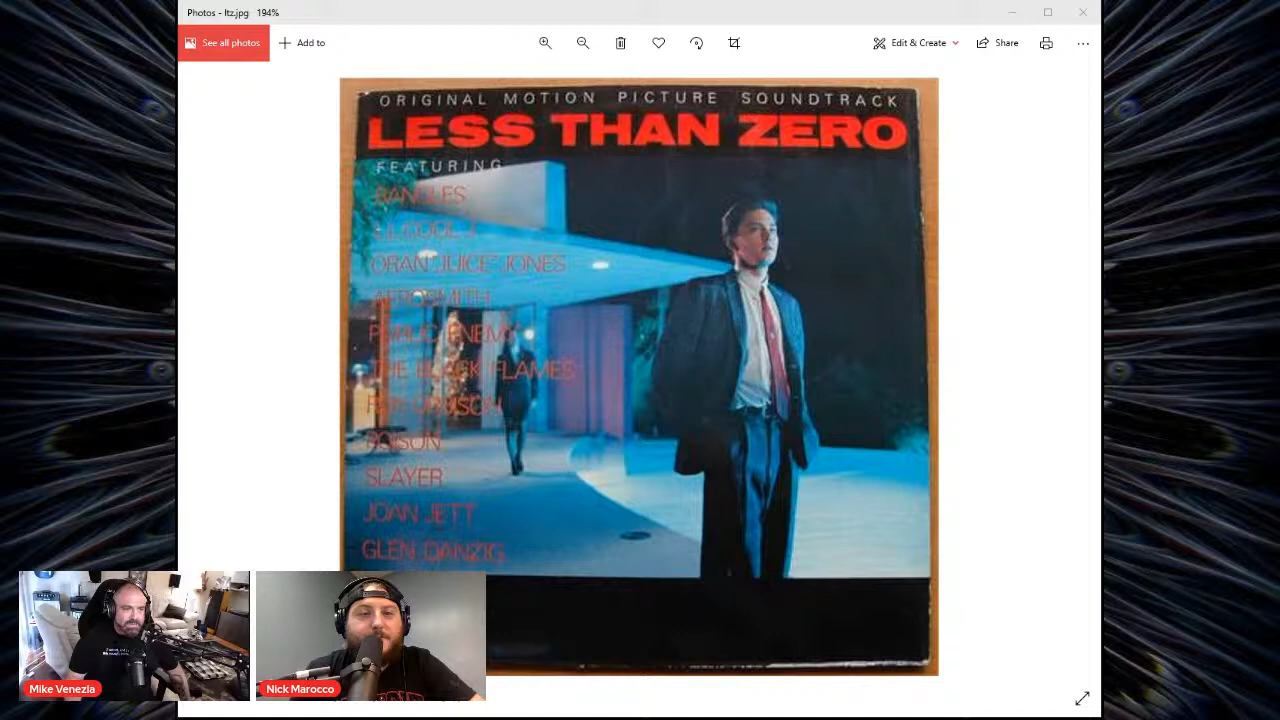 Photos - ltz.jpg 194%
See all photos
Add to
Edit & Create
Share
ORIGINAL MOTION PICTURE SOUNDTRACK
LESS THAN ZERO
FEATURING
BANGLES
LL COOL J
ORAN "JUICE" JONES
AEROSMITH
PUBLIC ENEMY
THE BLACK FLAMES
ROY ORBISON
POISON
SLAYER
JOAN JETT
GLEN DANZIG
Mike Venezia
Nick Marocco